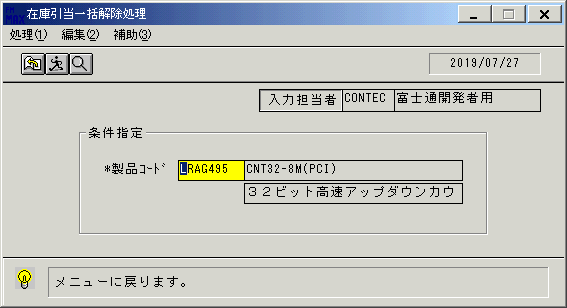 在庫引当一括解除処理
処理(1) 編集(2) 補助(3)
2019/07/27
入力担当者 CONTEC 富士通開発者用
条件指定
*製品ｺｰﾄﾞ LRAG495 CNT32-8M(PCI)
３２ビット高速アップダウンカウ
メニューに戻ります。